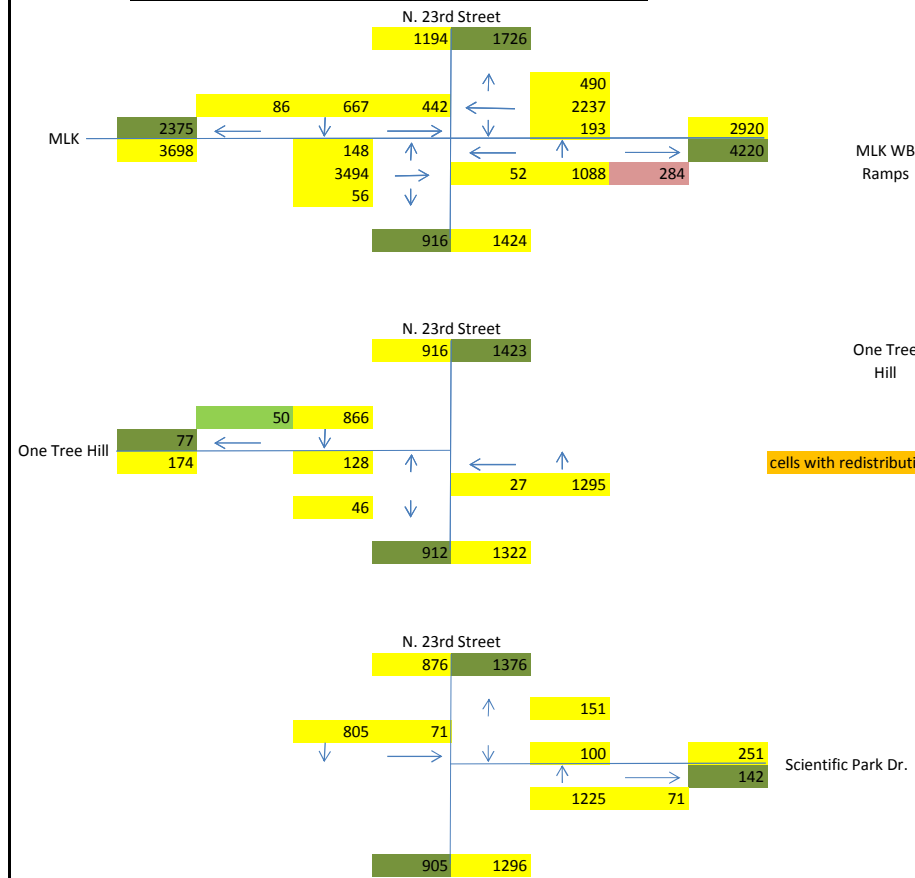 N. 23rd Street
1194 1726
490
86 667 442 2237
MLK 2375 193 2920
3698 148 4220 MLK WB
3494 52 1088 284 Ramps
56
916 1424
N. 23rd Street
916 1423 One Tree
Hill
50 866
One Tree Hill 77
174 128
27 1295 cells with redistributi
46
912 1322
N. 23rd Street
876 1376
151
805 71
100 251
142 Scientific Park Dr.
1225 71
905 1296